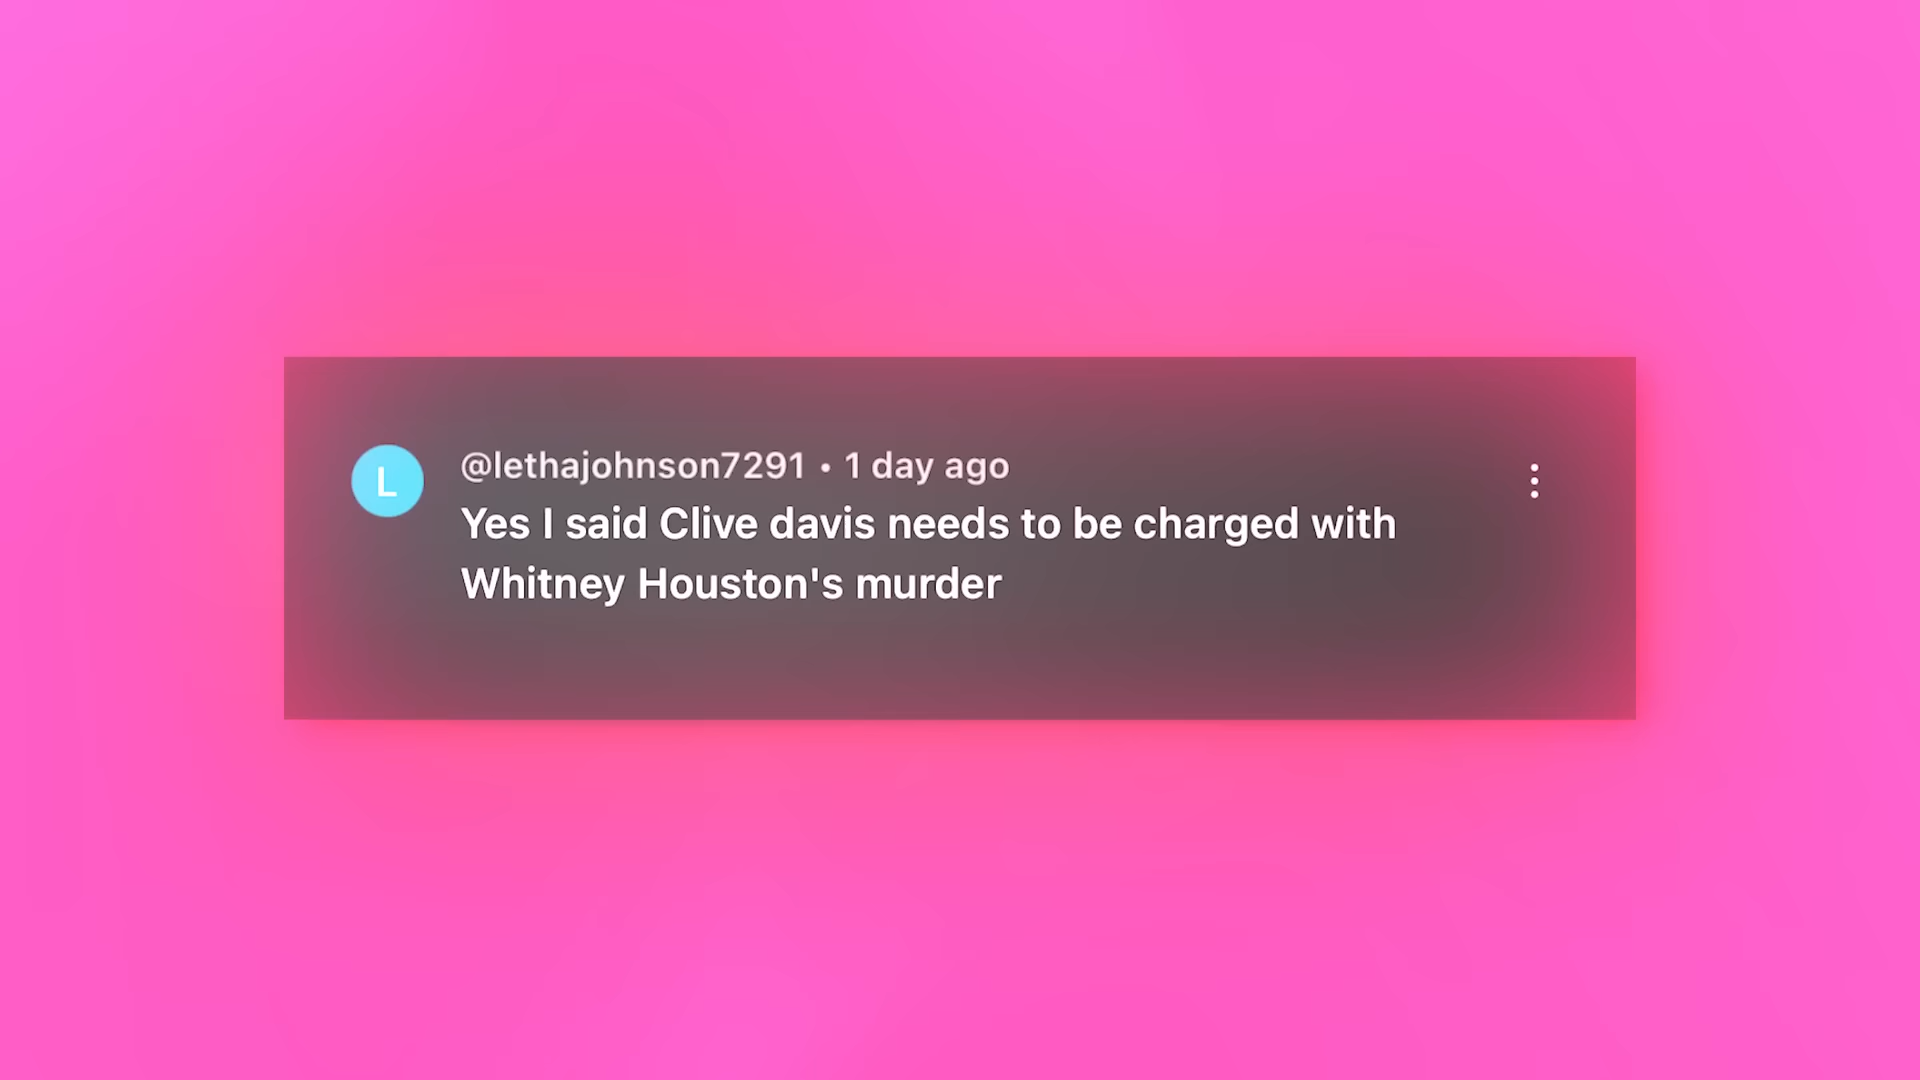 L
@lethajohnson7291 • 1 day ago
Yes I said Clive davis needs to be charged with
Whitney Houston's murder